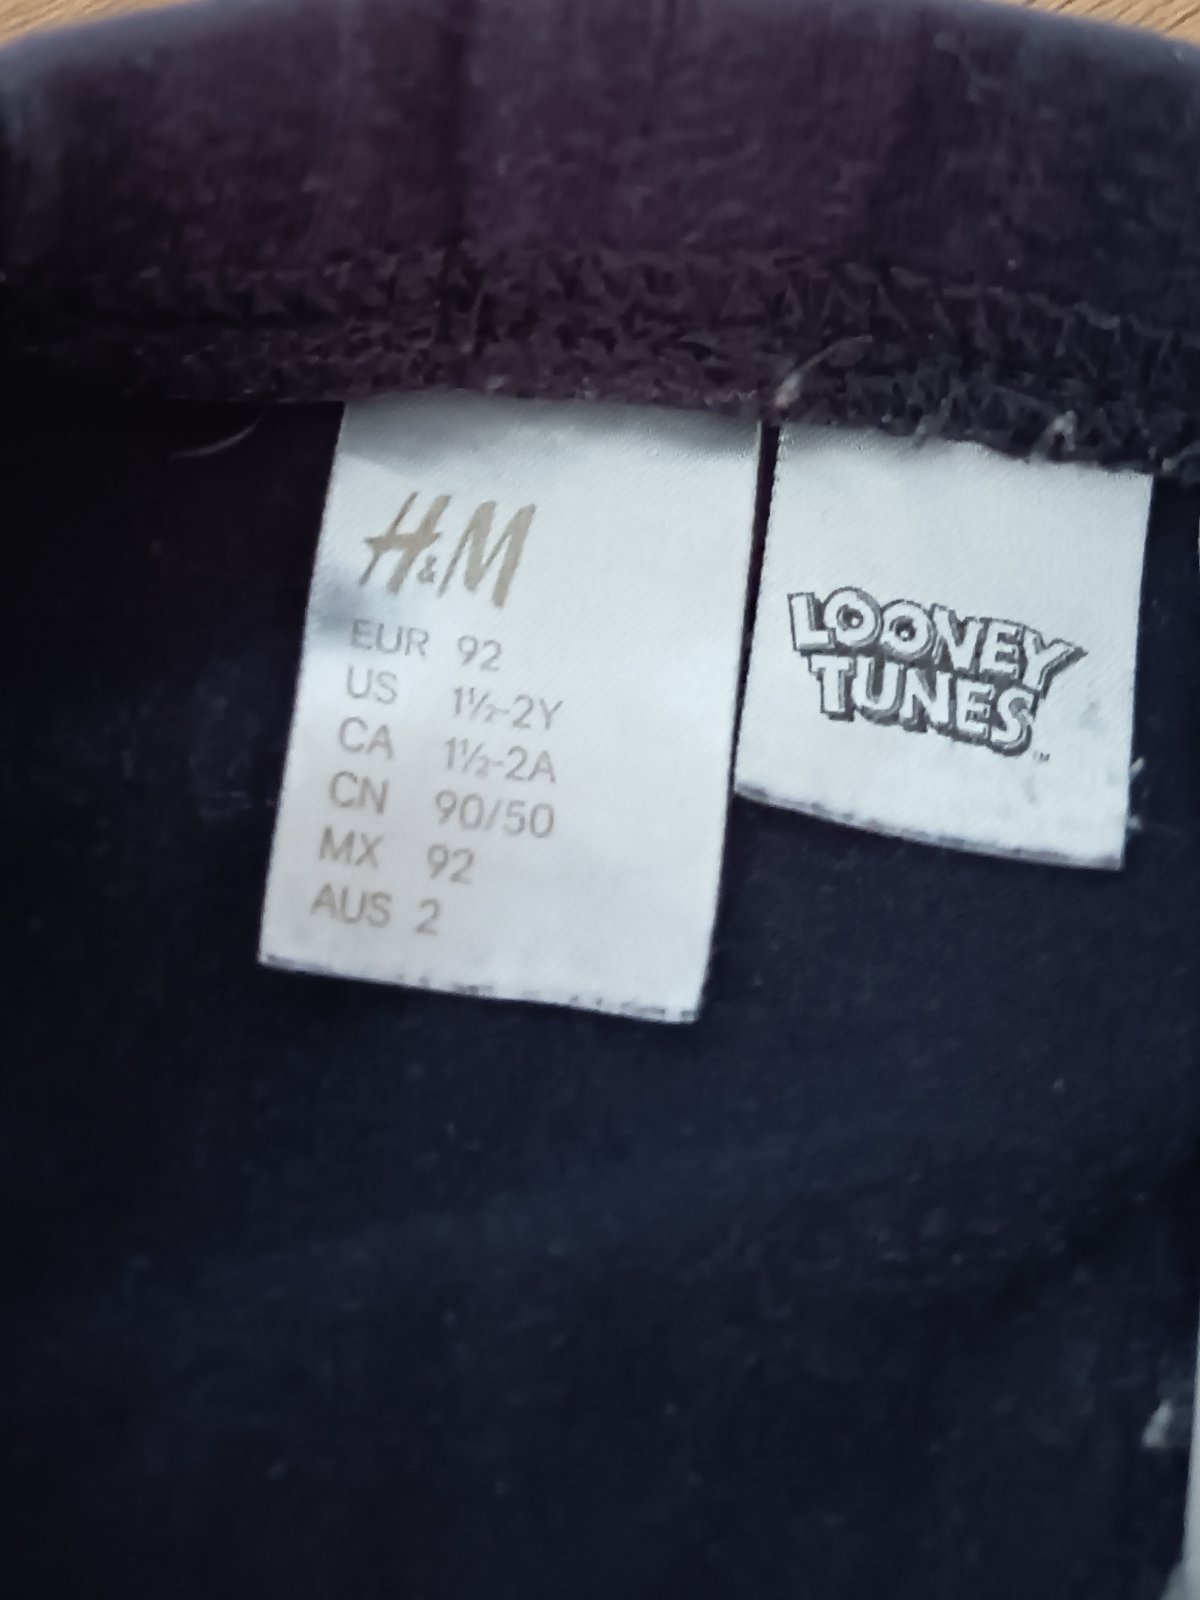 H&M
EUR 92
US 1½-2Y
CA 1½-2A
CN 90/50
MX 92
AUS 2
LOONEY
TUNES
™